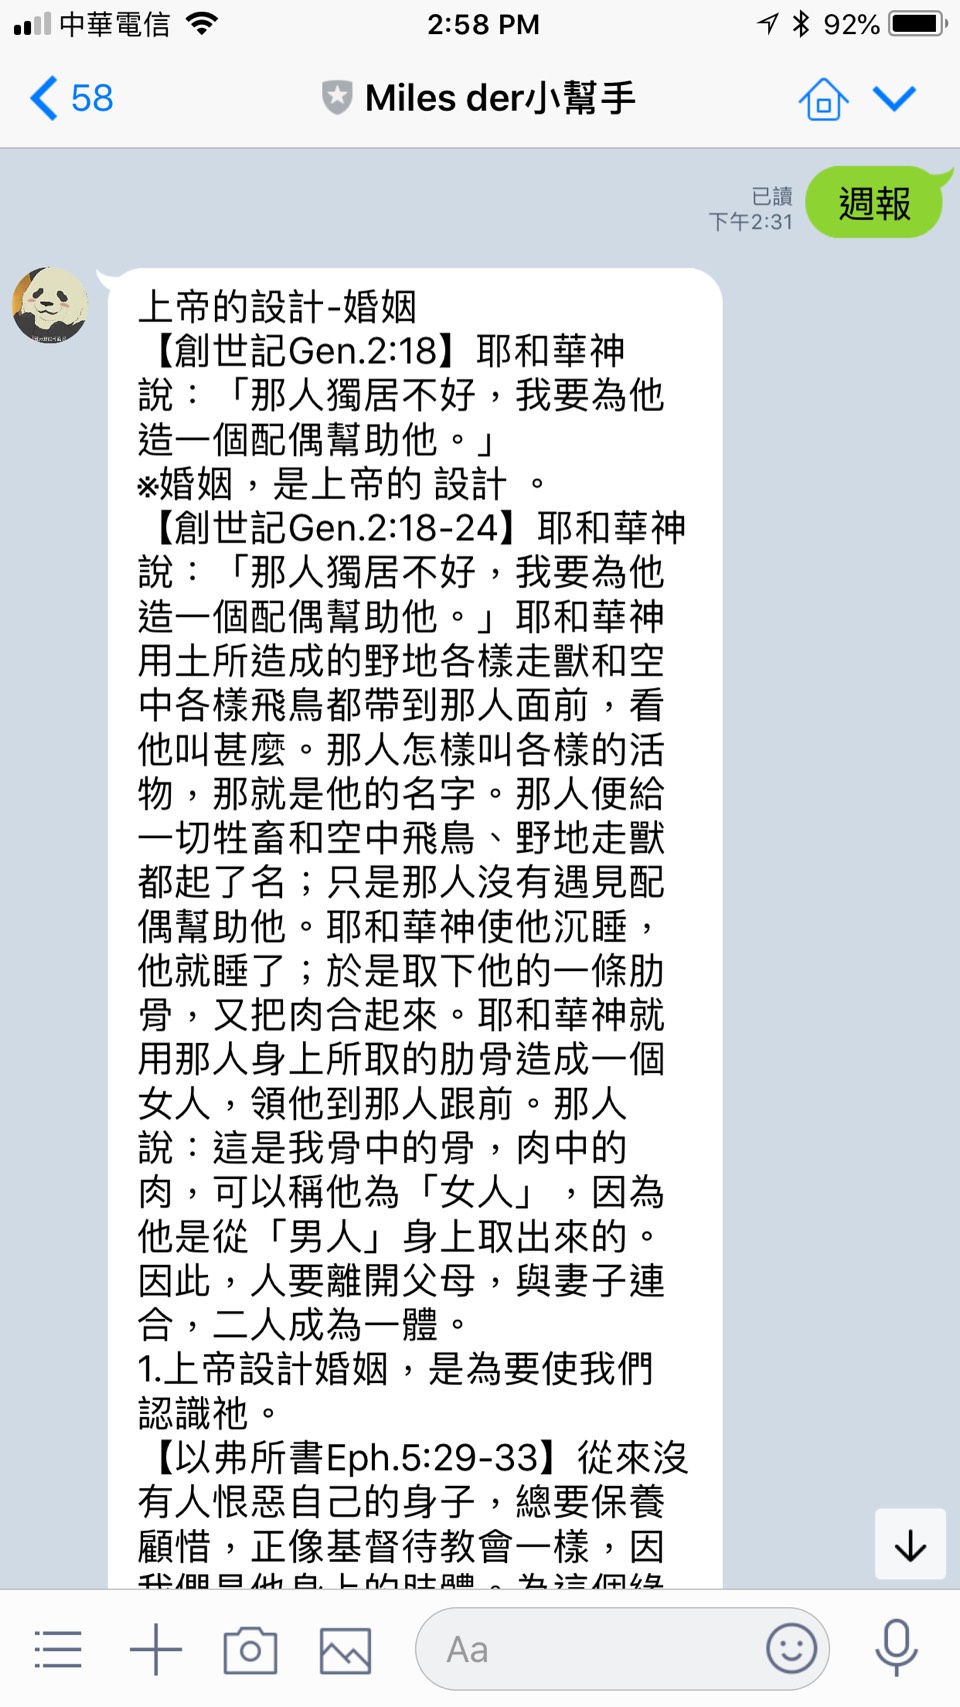 中華電信 2:58 PM 92%
58 Miles der小幫手
已讀
下午2:31
週報
上帝的設計-婚姻
【創世記Gen.2:18】耶和華神
說：「那人獨居不好，我要為他
造一個配偶幫助他。」
※婚姻，是上帝的 設計 。
【創世記Gen.2:18-24】耶和華神
說：「那人獨居不好，我要為他
造一個配偶幫助他。」耶和華神
用土所造成的野地各樣走獸和空
中各樣飛鳥都帶到那人面前，看
他叫甚麼。那人怎樣叫各樣的活
物，那就是他的名字。那人便給
一切牲畜和空中飛鳥、野地走獸
都起了名；只是那人沒有遇見配
偶幫助他。耶和華神使他沉睡，
他就睡了；於是取下他的一條肋
骨，又把肉合起來。耶和華神就
用那人身上所取的肋骨造成一個
女人，領他到那人跟前。那人
說：這是我骨中的骨，肉中的
肉，可以稱他為「女人」，因為
他是從「男人」身上取出來的。
因此，人要離開父母，與妻子連
合，二人成為一體。
1.上帝設計婚姻，是為要使我們
認識祂。
【以弗所書Eph.5:29-33】從來沒
有人恨惡自己的身子，總要保養
顧惜，正像基督待教會一樣，因
我們是他身上的肢體。為這個緣
Aa